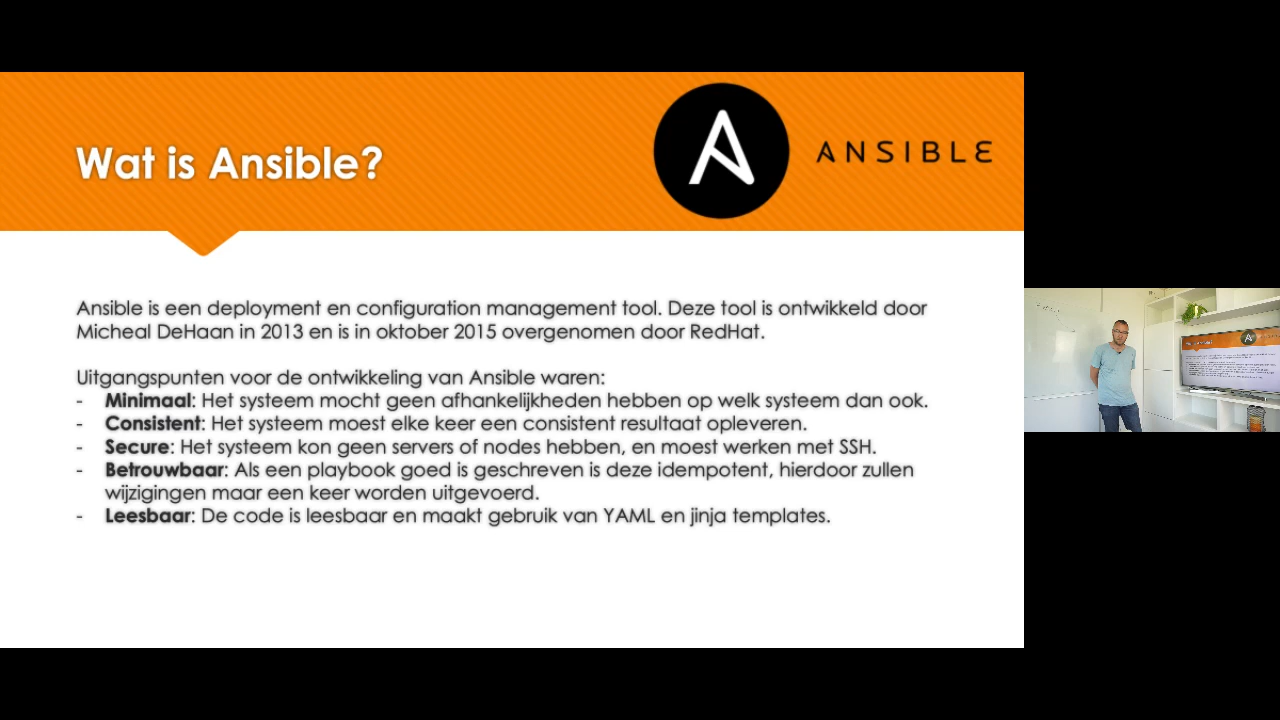 Wat is Ansible?
ANSIBLE
Ansible is een deployment en configuration management tool. Deze tool is ontwikkeld door
Micheal DeHaan in 2013 en is in oktober 2015 overgenomen door RedHat.
Uitgangspunten voor de ontwikkeling van Ansible waren:
- Minimaal: Het systeem mocht geen afhankelijkheden hebben op welk systeem dan ook.
- Consistent: Het systeem moest elke keer een consistent resultaat opleveren.
- Secure: Het systeem kon geen servers of nodes hebben, en moest werken met SSH.
- Betrouwbaar: Als een playbook goed is geschreven is deze idempotent, hierdoor zullen
wijzigingen maar een keer worden uitgevoerd.
- Leesbaar: De code is leesbaar en maakt gebruik van YAML en jinja templates.